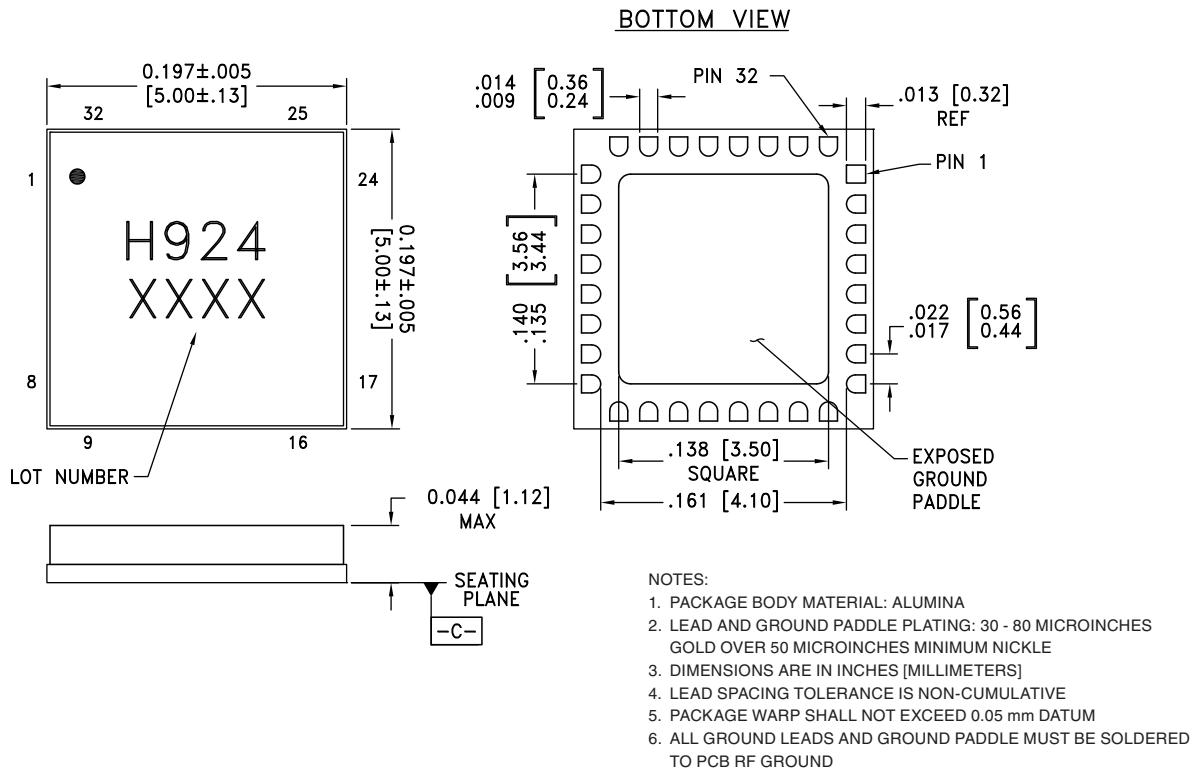 BOTTOM VIEW
0.197±.005
[5.00±.13]
32
25
1
24
H924
XXXX
0.197±.005
[5.00±.13]
8
17
9
16
LOT NUMBER
0.044 [1.12]
MAX
SEATING
PLANE
-C-
.014 [0.36]
.009 [0.24]
PIN 32
.013 [0.32]
REF
PIN 1
[3.56]
[3.44]
.140
.135
.022 [0.56]
.017 [0.44]
.138 [3.50]
SQUARE
.161 [4.10]
EXPOSED
GROUND
PADDLE
NOTES:
1. PACKAGE BODY MATERIAL: ALUMINA
2. LEAD AND GROUND PADDLE PLATING: 30 - 80 MICROINCHES
GOLD OVER 50 MICROINCHES MINIMUM NICKLE
3. DIMENSIONS ARE IN INCHES [MILLIMETERS]
4. LEAD SPACING TOLERANCE IS NON-CUMULATIVE
5. PACKAGE WARP SHALL NOT EXCEED 0.05 mm DATUM
6. ALL GROUND LEADS AND GROUND PADDLE MUST BE SOLDERED
TO PCB RF GROUND